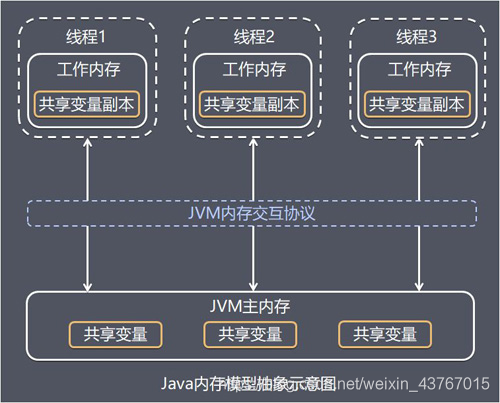 线程1 线程2 线程3
工作内存 工作内存 工作内存
共享变量副本 共享变量副本 共享变量副本
JVM内存交互协议
JVM主内存
共享变量 共享变量 共享变量
Java内存模型抽象示意图
net/weixin_43767015